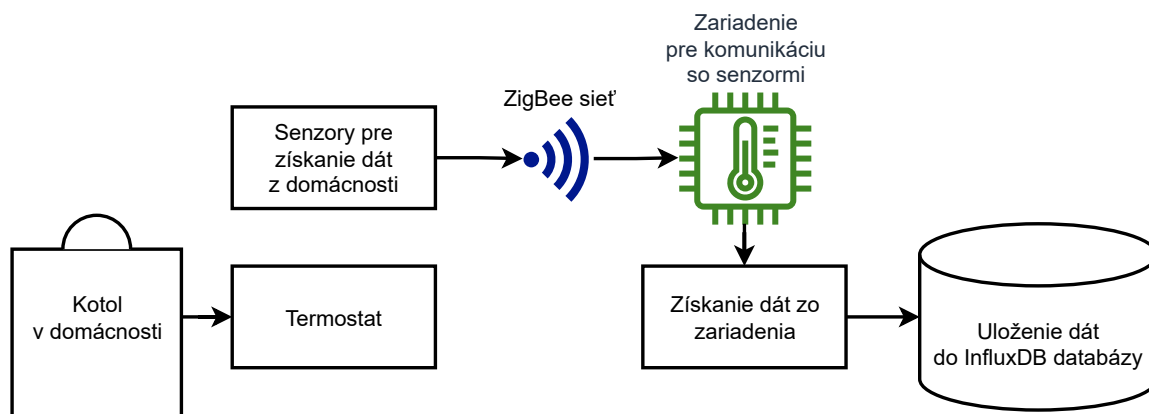 Zariadenie
pre komunikáciu
so senzormi
ZigBee sieť
Senzory pre
získanie dát
z domácnosti
Kotol
v domácnosti
Termostat
Získanie dát zo
zariadenia
Uloženie dát
do InfluxDB databázy